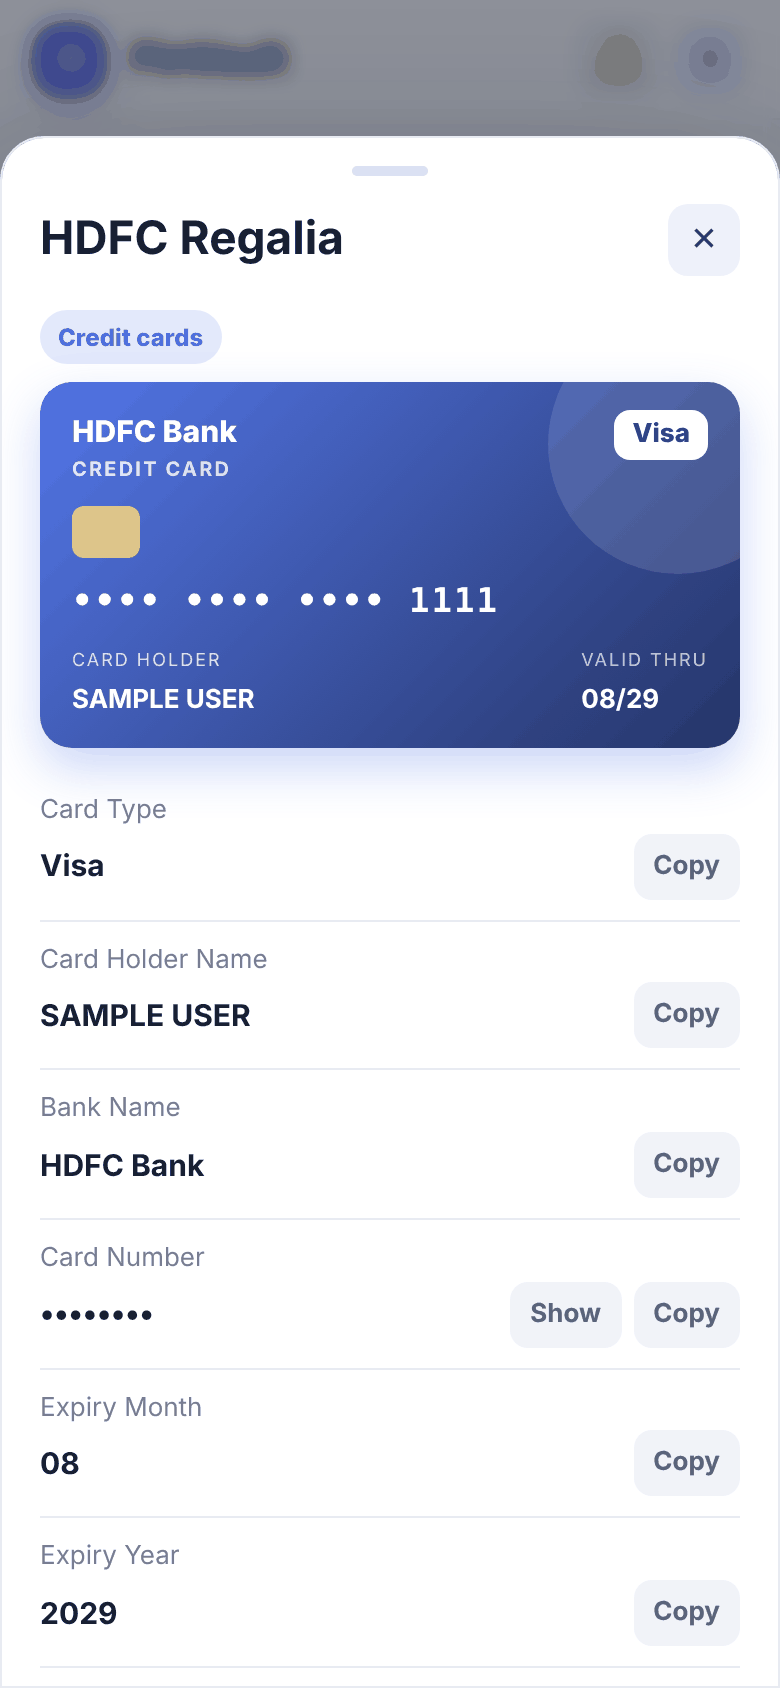 HDFC Regalia
✕
Credit cards
HDFC Bank
Visa
CREDIT CARD
•••• •••• •••• 1111
CARD HOLDER
VALID THRU
SAMPLE USER
08/29
Card Type
Visa
Copy
Card Holder Name
SAMPLE USER
Copy
Bank Name
HDFC Bank
Copy
Card Number
••••••••
Show
Copy
Expiry Month
08
Copy
Expiry Year
2029
Copy